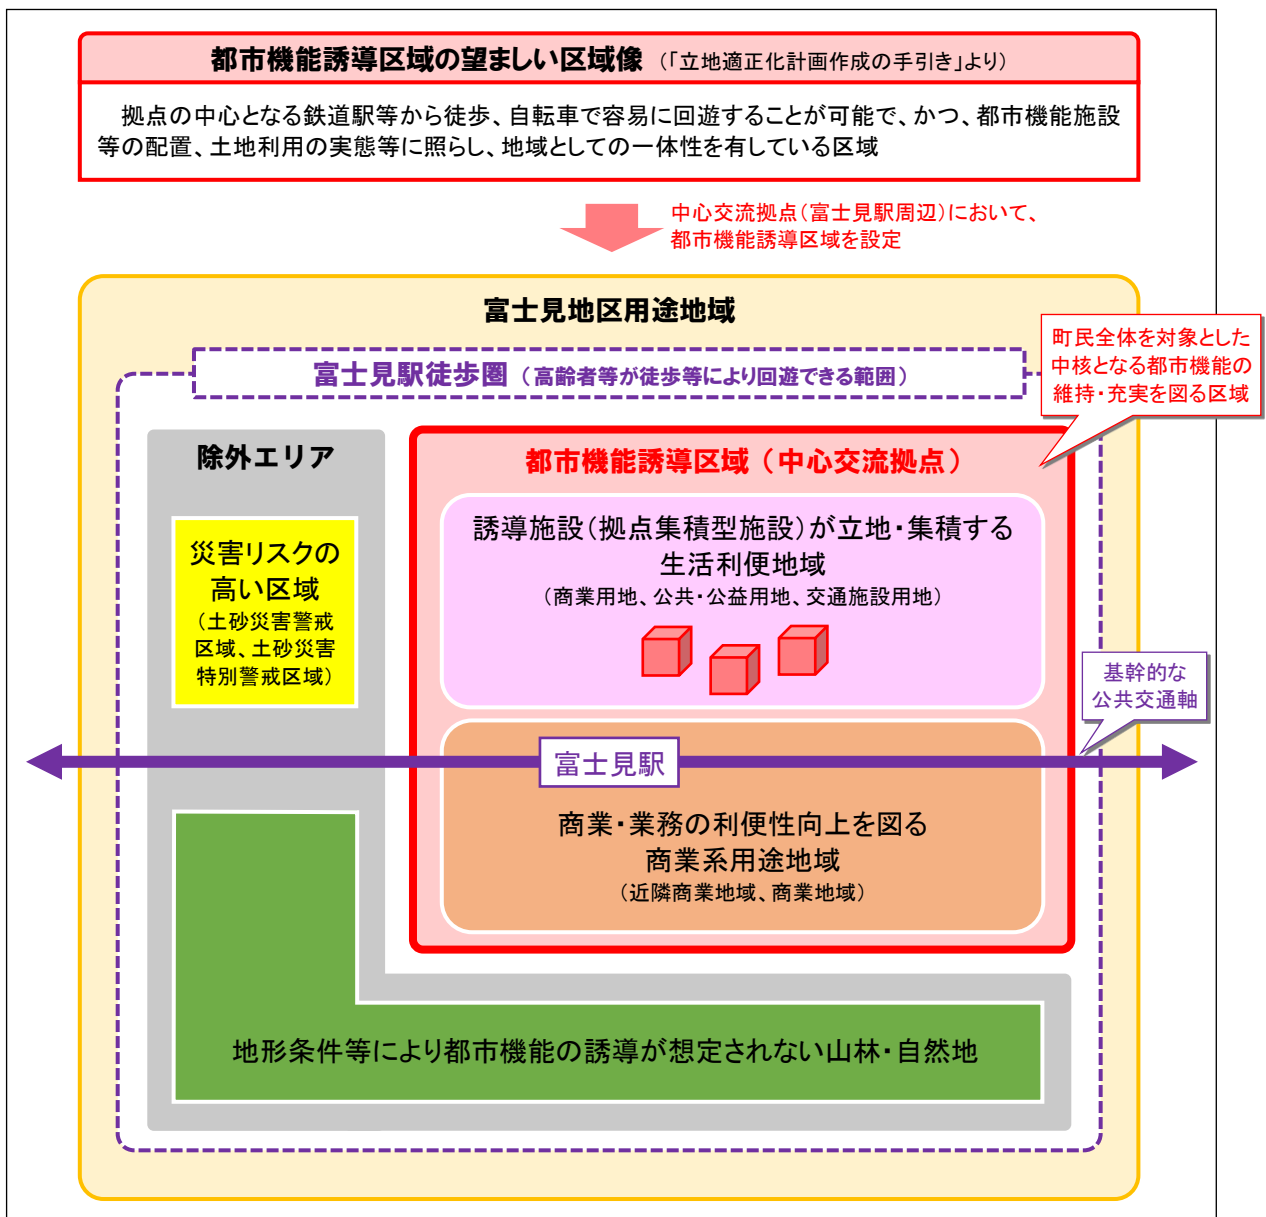 都市機能誘導区域の望ましい区域像（「立地適正化計画作成の手引き」より）
拠点の中心となる鉄道駅等から徒歩、自転車で容易に回遊することが可能で、かつ、都市機能施設
等の配置、土地利用の実態等に照らし、地域としての一体性を有している区域
中心交流拠点（富士見駅周辺）において、
都市機能誘導区域を設定
富士見地区用途地域
町民全体を対象とした
中核となる都市機能の
維持・充実を図る区域
富士見駅徒歩圏（高齢者等が徒歩等により回遊できる範囲）
除外エリア
災害リスクの
高い区域
（土砂災害警戒
区域、土砂災害
特別警戒区域）
都市機能誘導区域（中心交流拠点）
誘導施設（拠点集積型施設）が立地・集積する
生活利便地域
（商業用地、公共・公益用地、交通施設用地）
基幹的な
公共交通軸
富士見駅
商業・業務の利便性向上を図る
商業系用途地域
（近隣商業地域、商業地域）
地形条件等により都市機能の誘導が想定されない山林・自然地